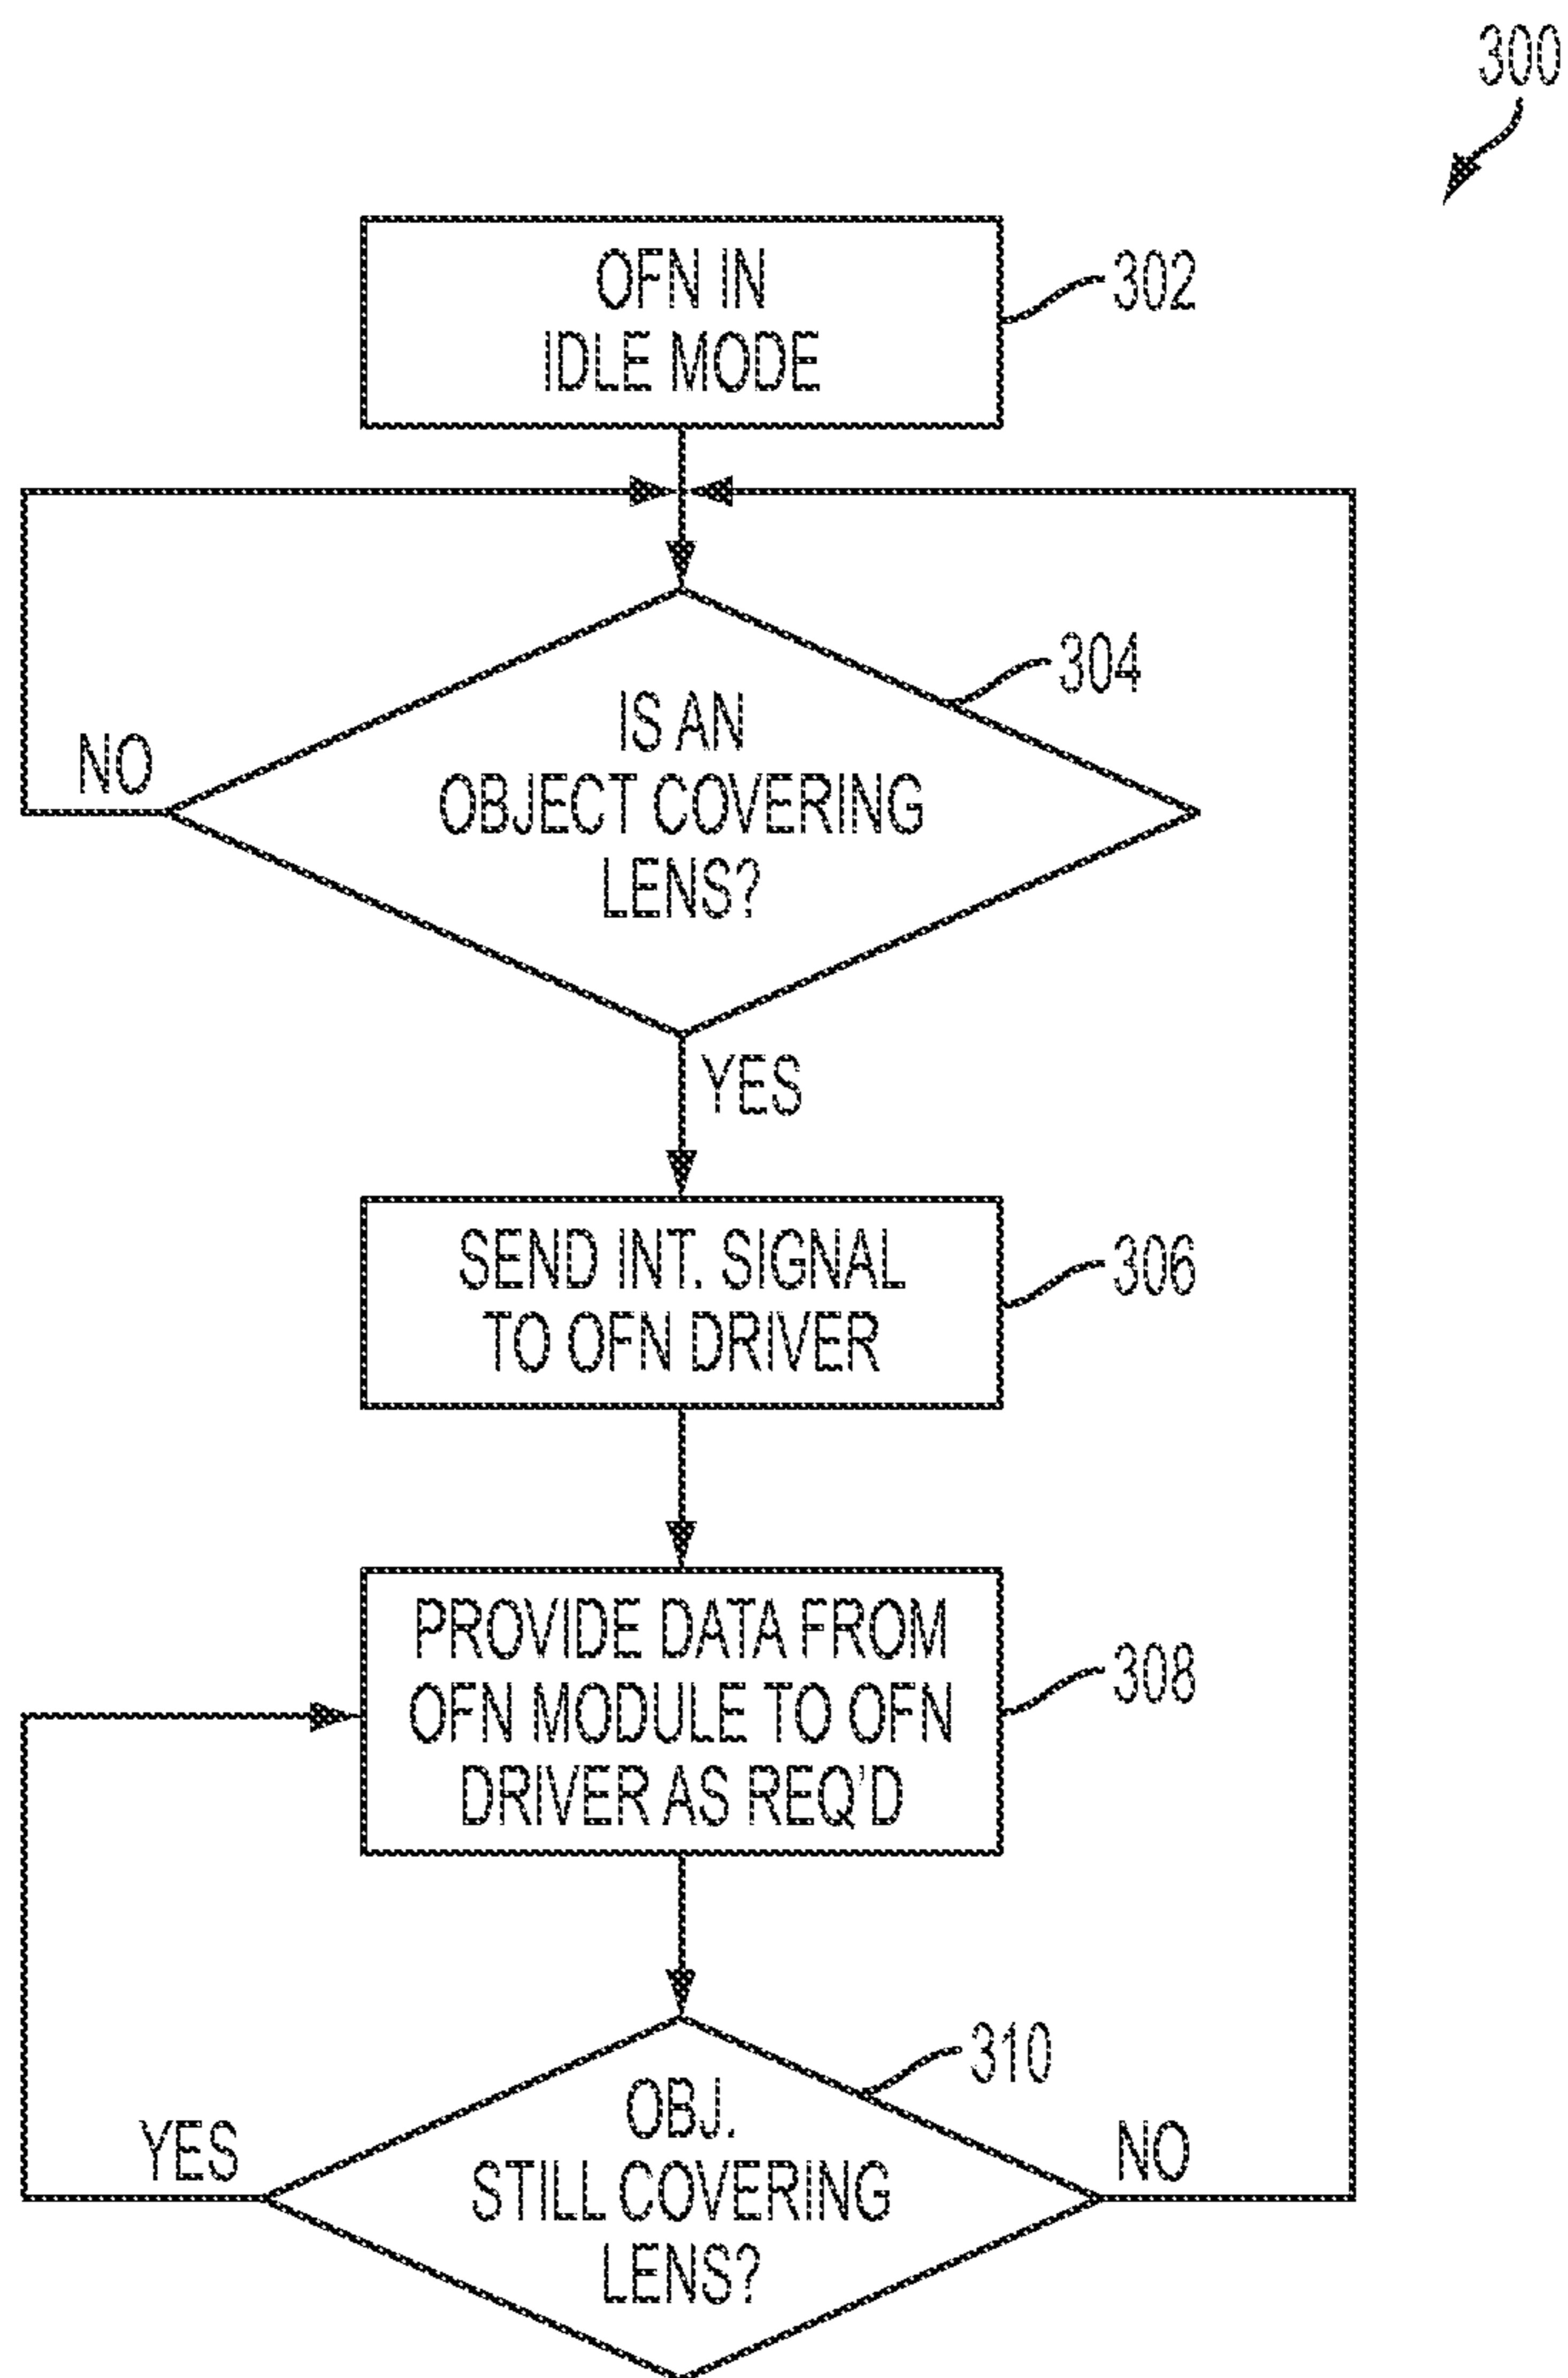 300
OFN IN
IDLE MODE
302
304
IS AN
OBJECT COVERING
LENS?
NO
YES
SEND INT. SIGNAL
TO OFN DRIVER
306
PROVIDE DATA FROM
OFN MODULE TO OFN
DRIVER AS REQ'D
308
310
OBJ.
STILL COVERING
LENS?
YES
NO